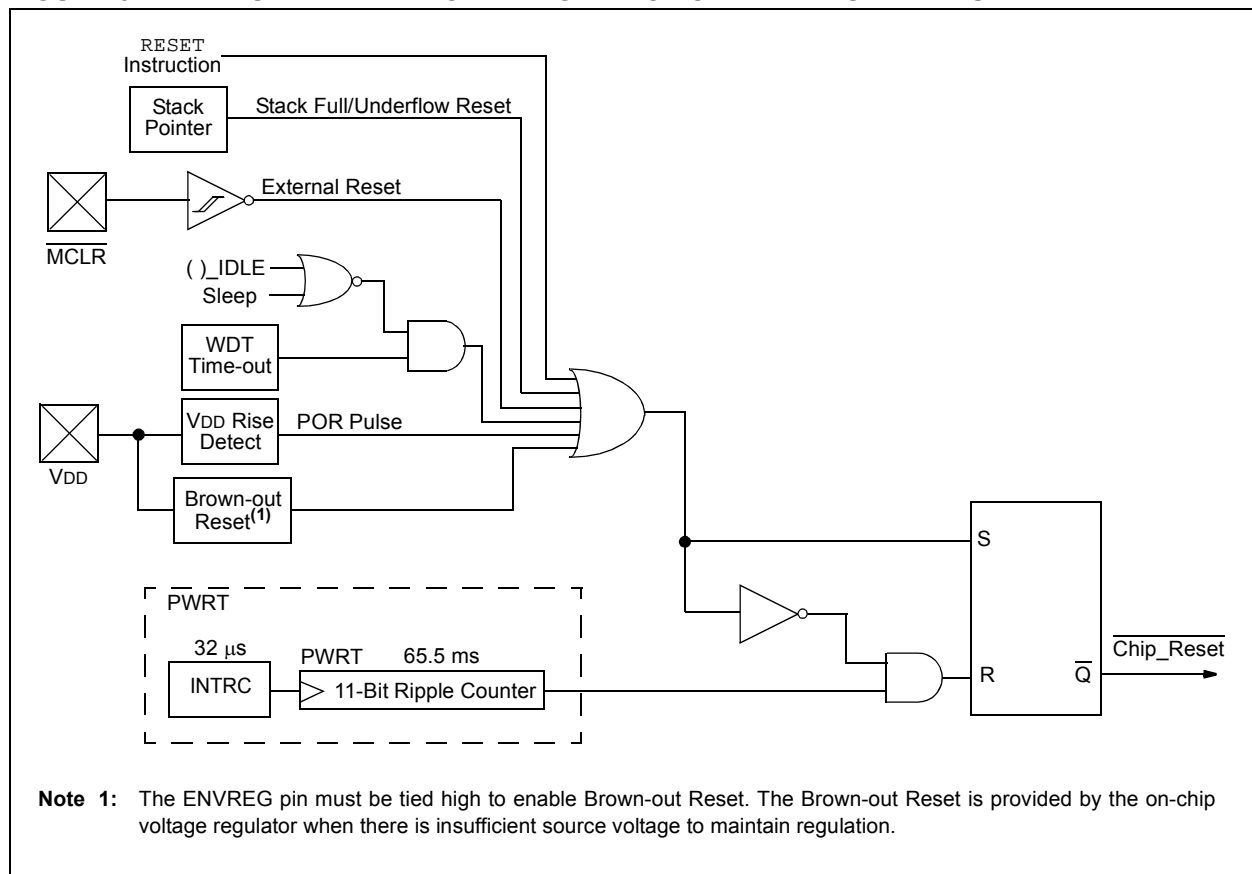 RESET
Instruction
Stack
Pointer
Stack Full/Underflow Reset
External Reset
MCLR
( )_IDLE
Sleep
WDT
Time-out
VDD Rise
Detect
POR Pulse
VDD
Brown-out
Reset(1)
S
PWRT
32 μs
PWRT 65.5 ms
INTRC
11-Bit Ripple Counter
R
Q
Chip_Reset
Note 1: The ENVREG pin must be tied high to enable Brown-out Reset. The Brown-out Reset is provided by the on-chip
voltage regulator when there is insufficient source voltage to maintain regulation.